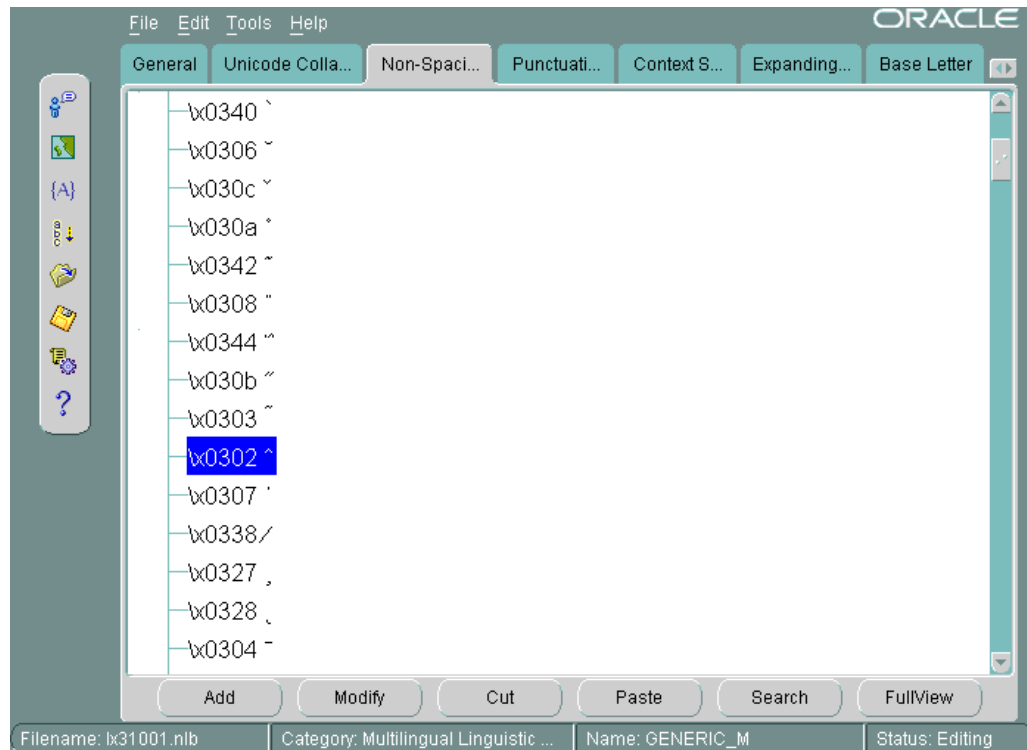 File Edit Tools Help ORACLE
General Unicode Colla... Non-Spaci... Punctuati... Context S... Expanding... Base Letter
\x0340 `
\x0306 ˘
{A} \x030c ˇ
a b c \x030a ˚
\x0342 ˜
\x0308 ¨
\x0344 ΅
\x030b ˝
? \x0303 ˜
\x0302 ^
\x0307 ˙
\x0338 /
\x0327 ¸
\x0328 ˛
\x0304 ¯
Add Modify Cut Paste Search FullView
Filename: lx31001.nlb Category: Multilingual Linguistic ... Name: GENERIC_M Status: Editing